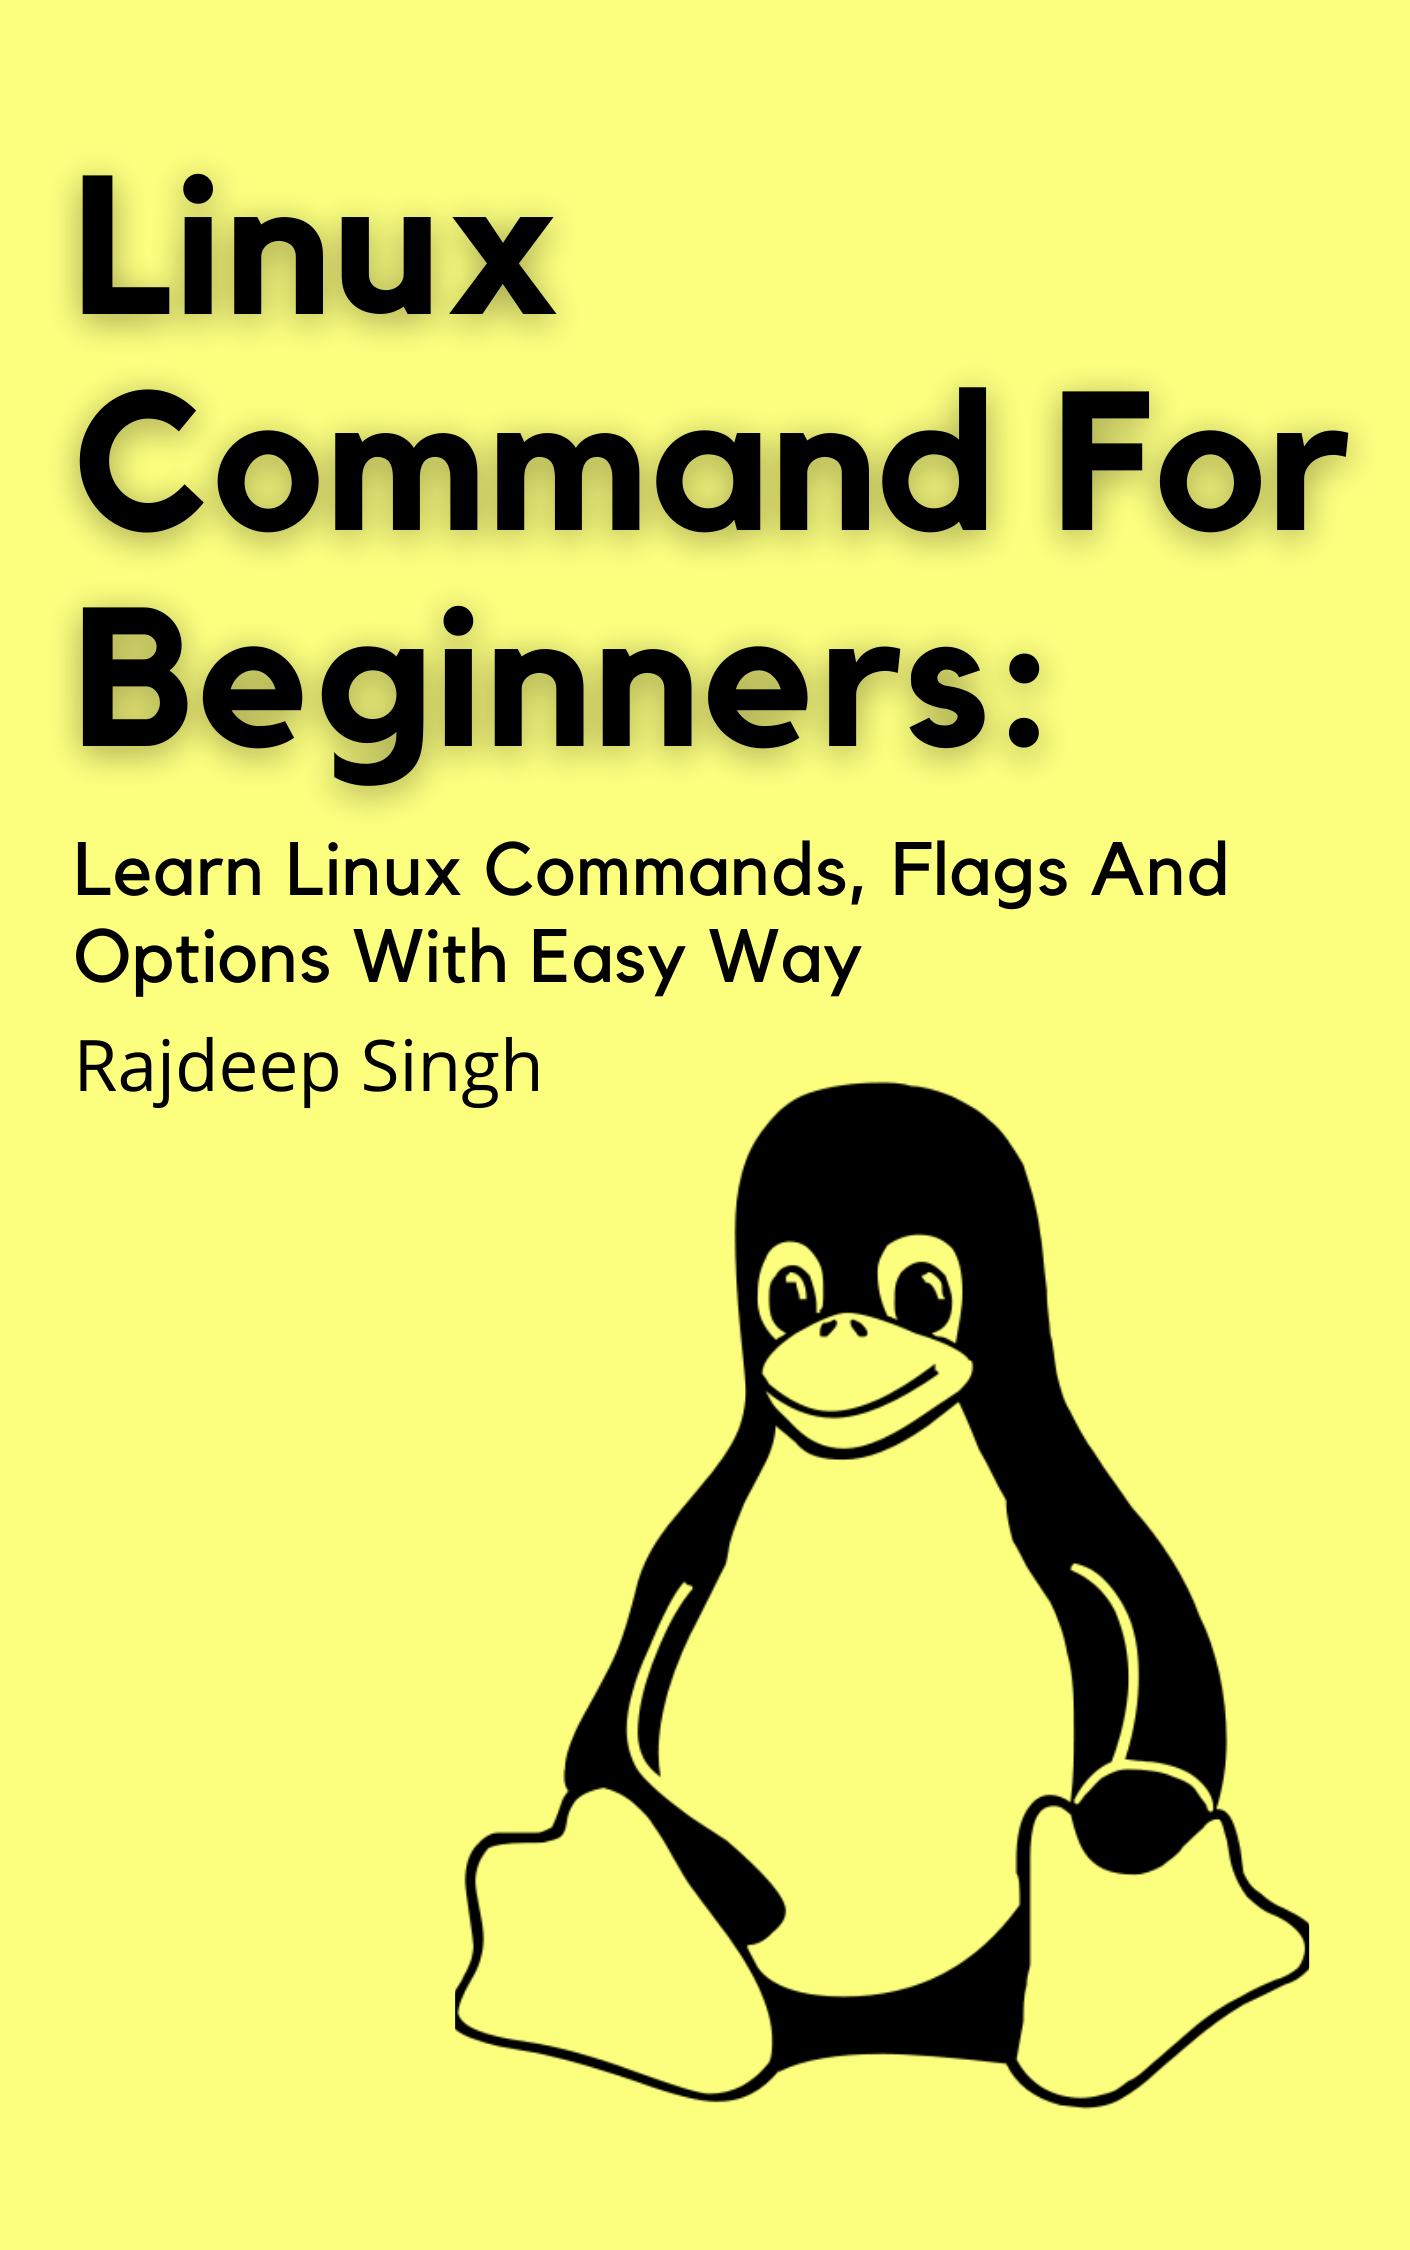 Linux
Command For
Beginners:
Learn Linux Commands, Flags And
Options With Easy Way
Rajdeep Singh